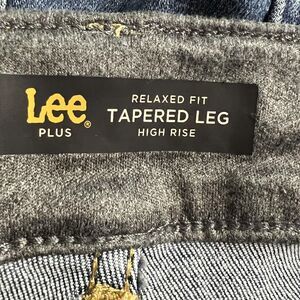 Lee®
PLUS
RELAXED FIT
TAPERED LEG
HIGH RISE